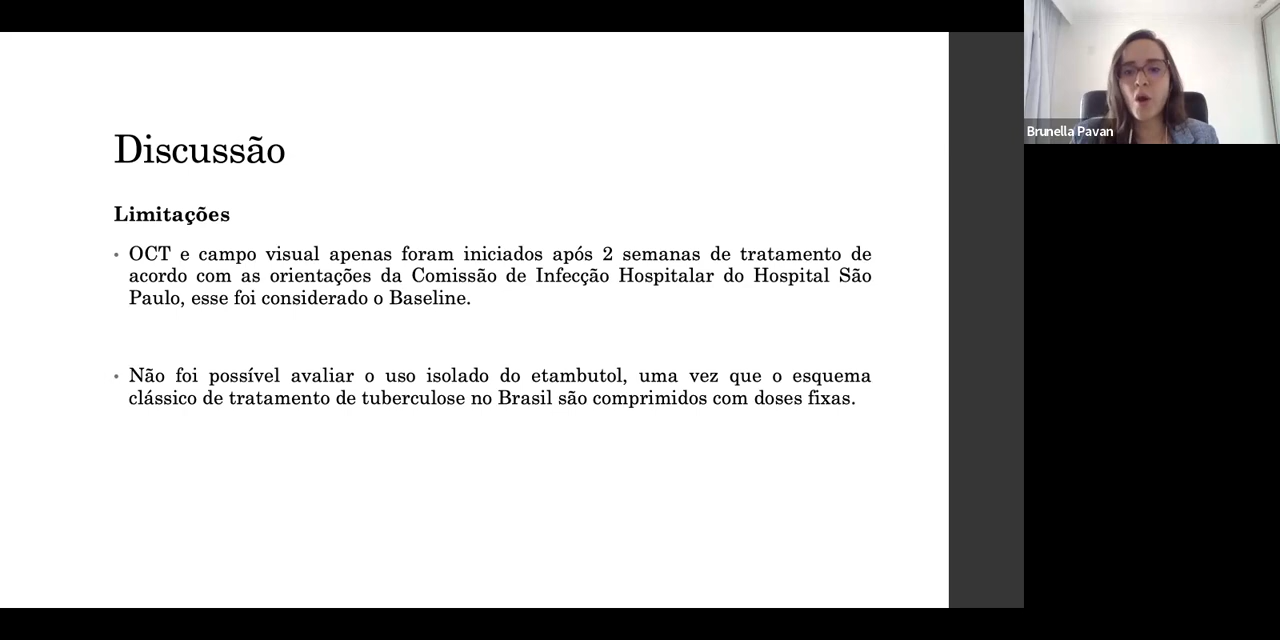 Discussão
Limitações
• OCT e campo visual apenas foram iniciados após 2 semanas de tratamento de
acordo com as orientações da Comissão de Infecção Hospitalar do Hospital São
Paulo, esse foi considerado o Baseline.
• Não foi possível avaliar o uso isolado do etambutol, uma vez que o esquema
clássico de tratamento de tuberculose no Brasil são comprimidos com doses fixas.
Brunella Pavan